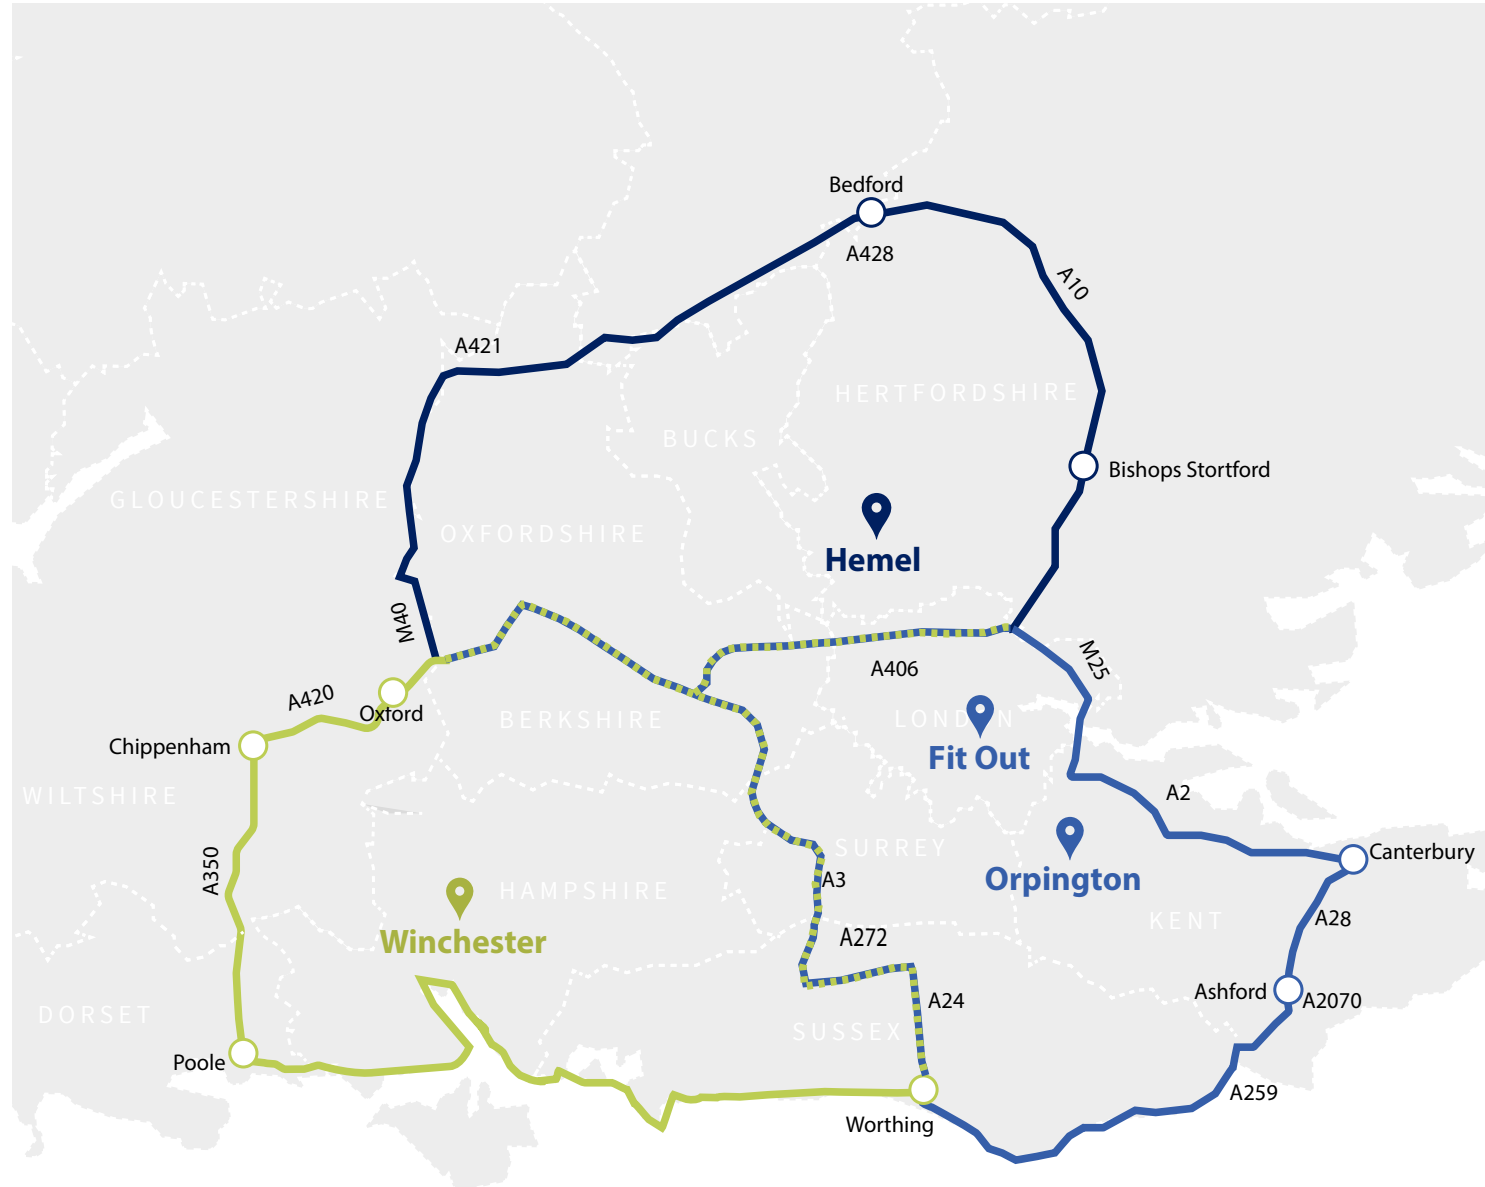 Bedford
A428
A10
A421
HERTFORDSHIRE
BUCKS
Bishops Stortford
GLOUCESTERSHIRE
OXFORDSHIRE
Hemel
M40
A406
M25
A420
Oxford
BERKSHIRE
LONDON
Chippenham
Fit Out
WILTSHIRE
A2
SURREY
Canterbury
A350
A3
Orpington
HAMPSHIRE
KENT
A28
Winchester
A272
Ashford
A2070
A24
DORSET
SUSSEX
Poole
A259
Worthing